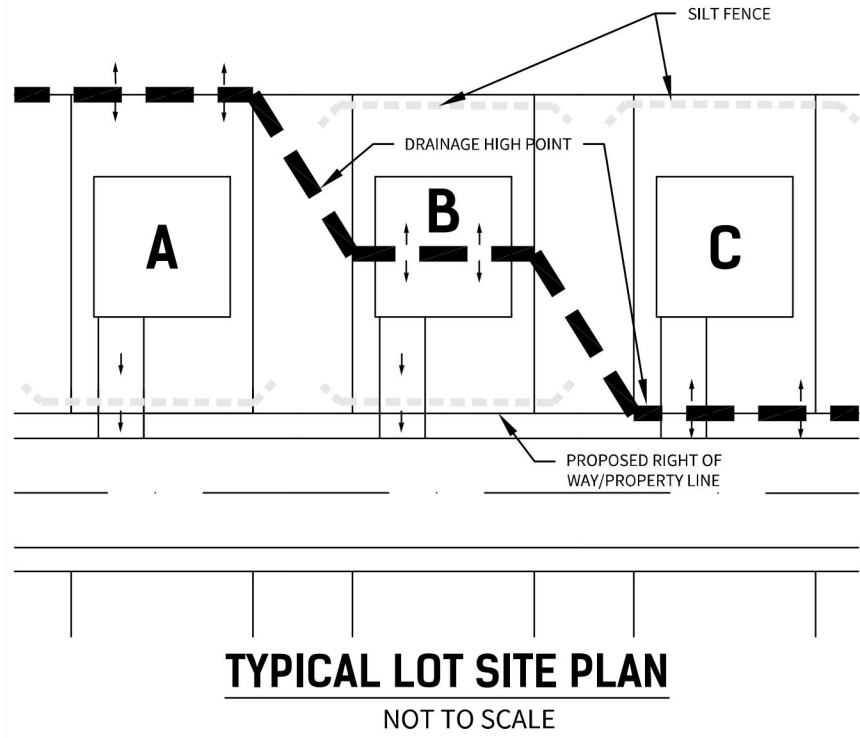 SILT FENCE
DRAINAGE HIGH POINT
A
B
C
PROPOSED RIGHT OF
WAY/PROPERTY LINE
TYPICAL LOT SITE PLAN
NOT TO SCALE